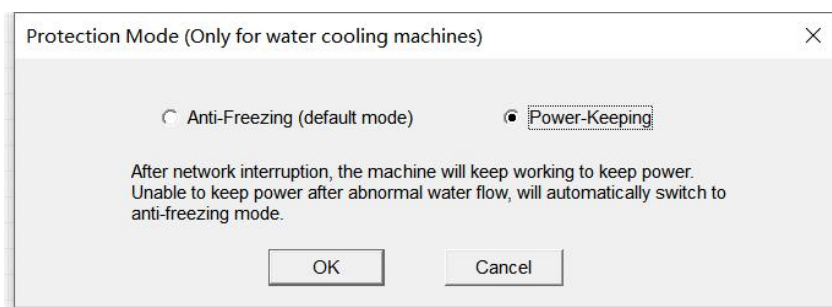 Protection Mode (Only for water cooling machines)
Anti-Freezing (default mode) Power-Keeping
After network interruption, the machine will keep working to keep power.
Unable to keep power after abnormal water flow, will automatically switch to
anti-freezing mode.
OK Cancel